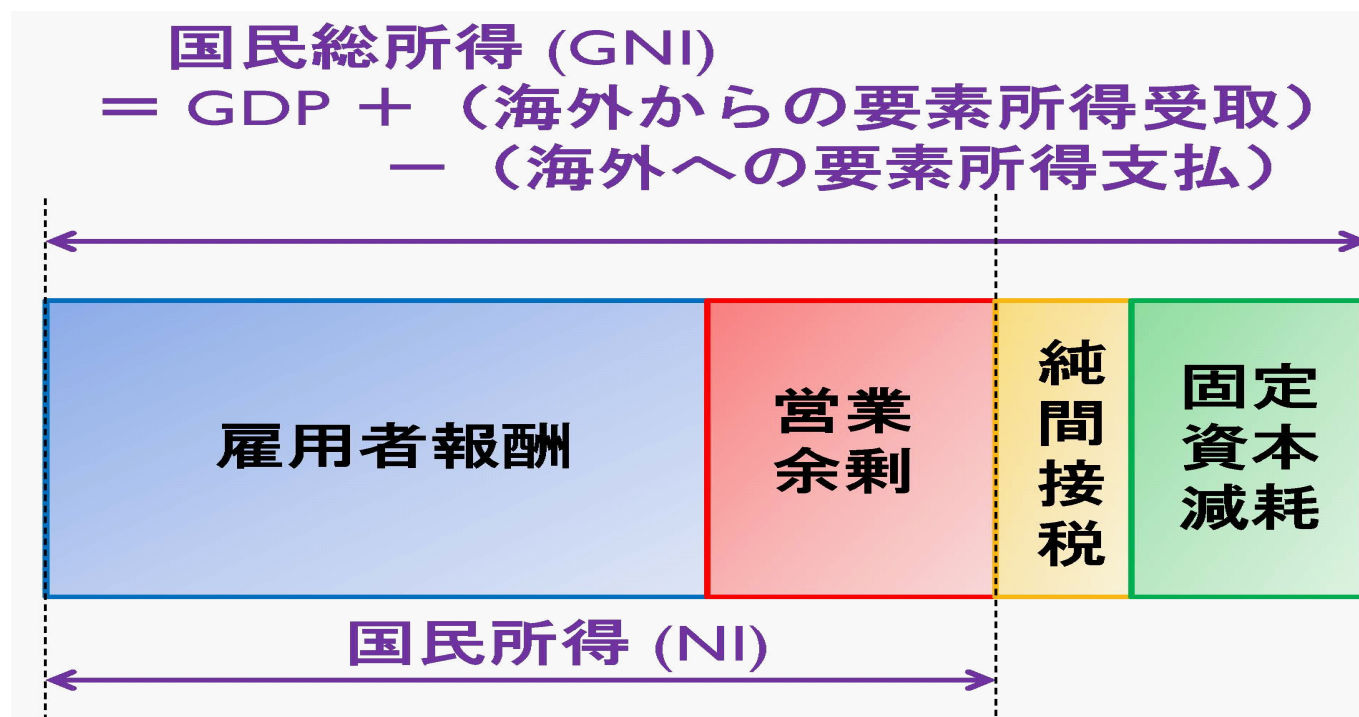 国民総所得 (GNI)
＝ GDP ＋ （海外からの要素所得受取）
－ （海外への要素所得支払）
雇用者報酬
営業
余剰
純
間
接
税
固定
資本
減耗
国民所得 (NI)